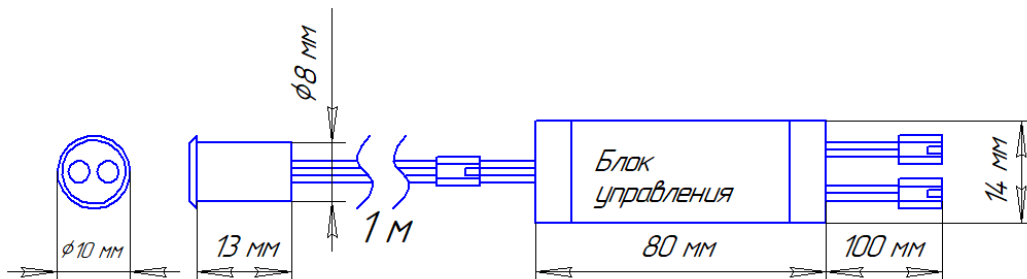 ϕ8 мм
Блок
управления
14 мм
1 м
ϕ10 мм
13 мм
80 мм
100 мм